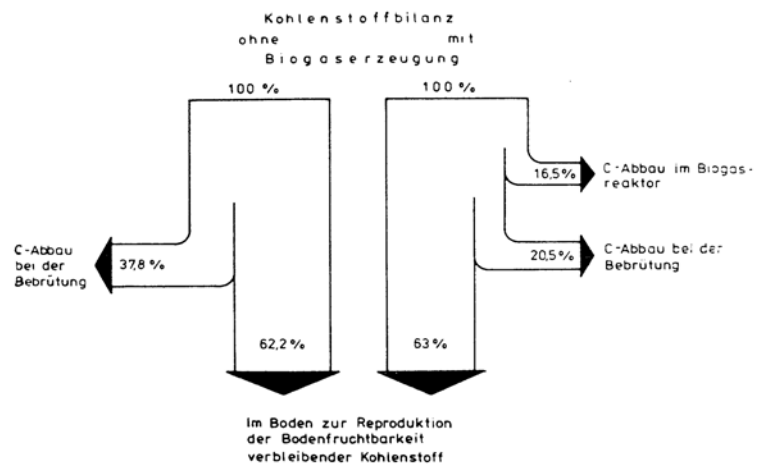 Kohlenstoffbilanz
ohne mit
Biogaserzeugung
100 % 100 %
C-Abbau im Biogas-
reaktor
16,5%
C-Abbau
bei der
Bebrütung
37,8 %
C-Abbau bei der
Bebrütung
20,5%
62,2% 63%
Im Boden zur Reproduktion
der Bodenfruchtbarkeit
verbleibender Kohlenstoff